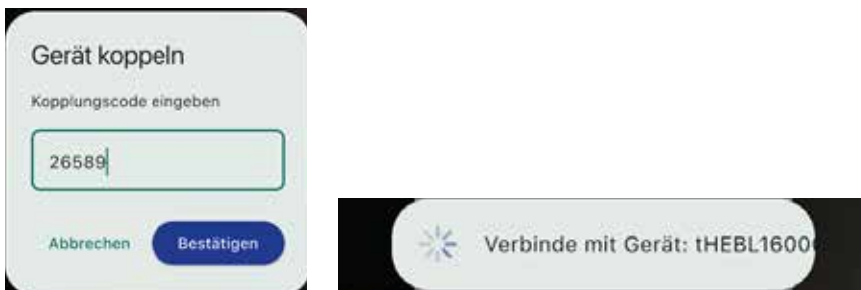 Gerät koppeln
Kopplungscode eingeben
26589
Abbrechen Bestätigen
Verbinde mit Gerät: tHEBL1600